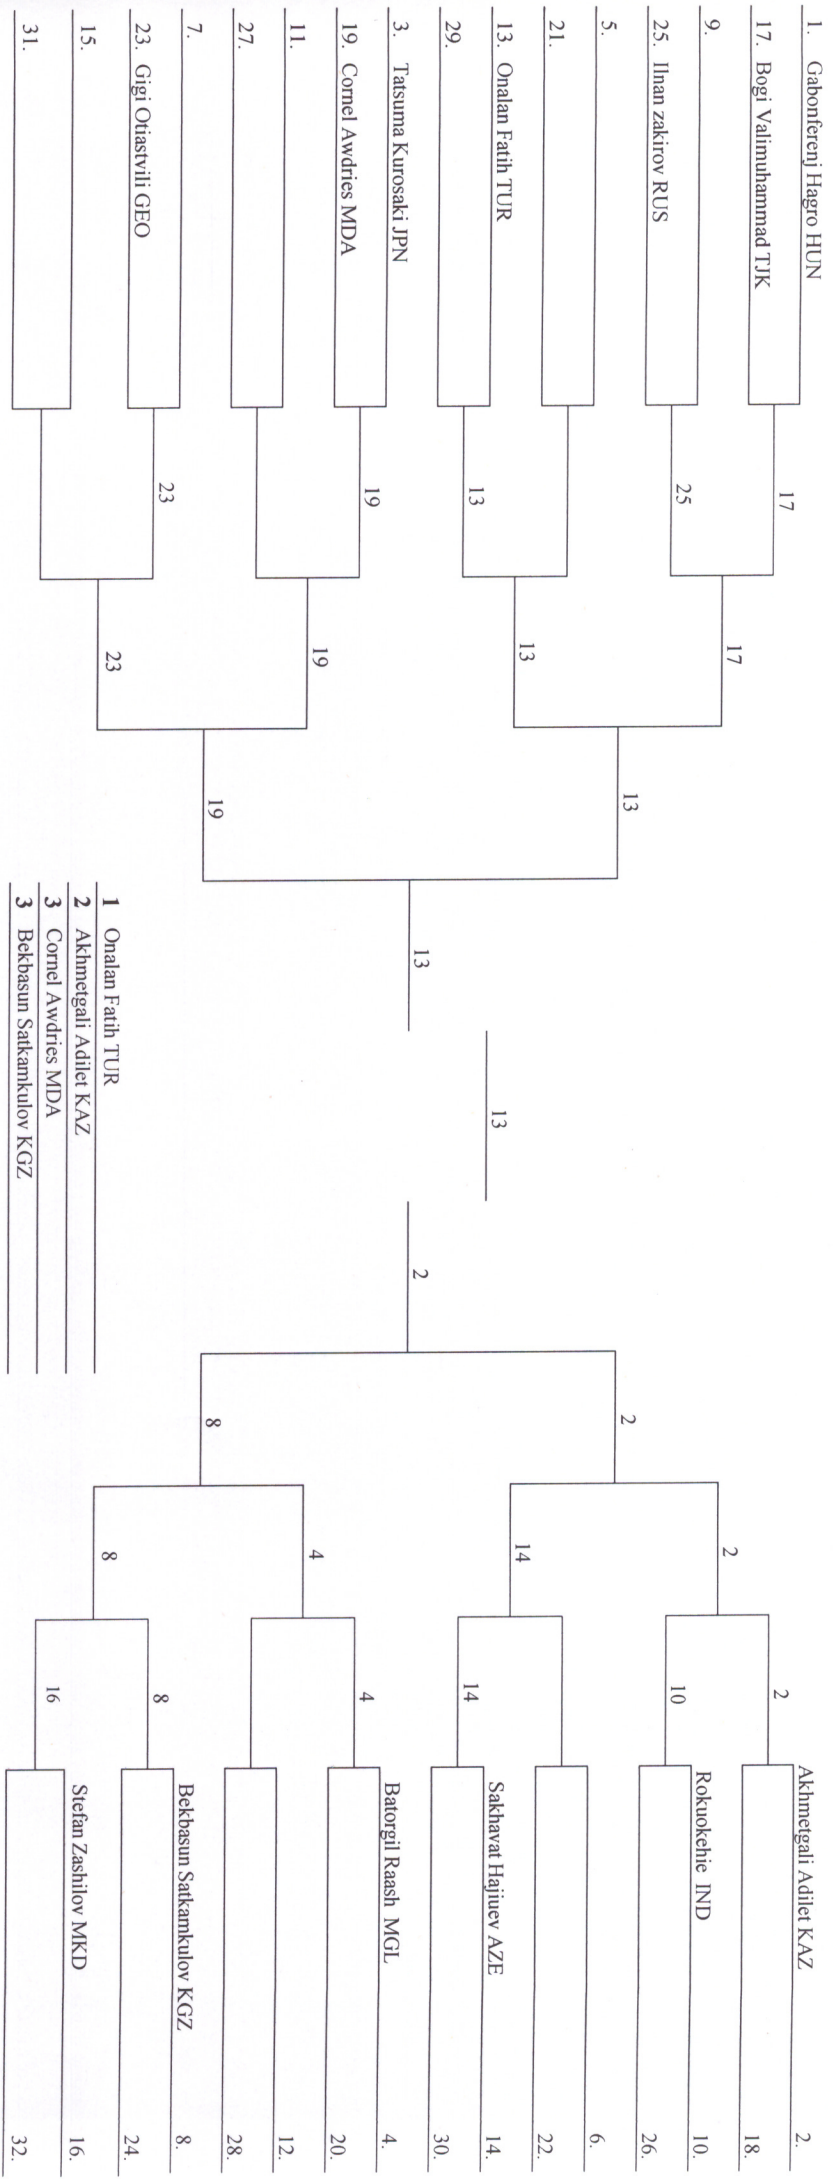 1. Gabonferenj Hagro HUN
17. Bogi Valimuhammad TJK
9.
25. Ilnan zakirov RUS
5.
21.
13. Onalan Fatih TUR
29.
3. Tatsuma Kurosaki JPN
19. Cornel Awdries MDA
11.
27.
7.
23. Gigi Otiastvili GEO
15.
31.
17
25
13
19
23
17
13
19
23
13
19
13
13
2
2
8
2
14
4
8
2
10
14
4
8
16
Akhmetgali Adilet KAZ 2.
18.
Rokuokehie IND 10.
26.
6.
22.
Sakhavat Hajiuev AZE 14.
30.
Batorgil Raash MGL 4.
20.
12.
28.
Bekbasun Satkamkulov KGZ 8.
24.
Stefan Zashilov MKD 16.
32.
1 Onalan Fatih TUR
2 Akhmetgali Adilet KAZ
3 Cornel Awdries MDA
3 Bekbasun Satkamkulov KGZ